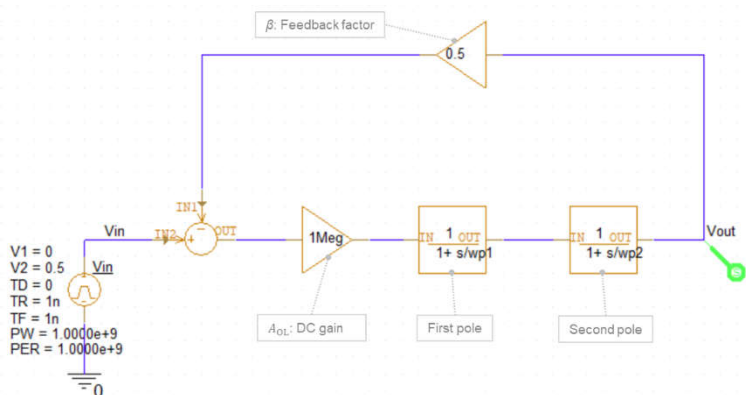 β: Feedback factor
0.5
IN1
Vin
IN2
OUT
1Meg
IN 1 OUT
1+ s/wp1
IN 1 OUT
1+ s/wp2
Vout
V1 = 0
V2 = 0.5
Vin
TD = 0
TR = 1n
TF = 1n
PW = 1.0000e+9
PER = 1.0000e+9
A_OL: DC gain
First pole
Second pole
0